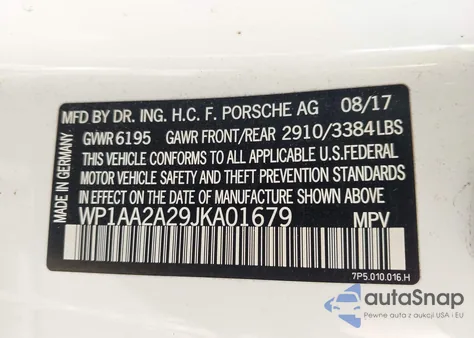 MFD BY DR. ING. H.C. F. PORSCHE AG 08/17
GVWR 6195 GAWR FRONT/REAR 2910/3384LBS
THIS VEHICLE CONFORMS TO ALL APPLICABLE U.S.FEDERAL
MOTOR VEHICLE SAFETY AND THEFT PREVENTION STANDARDS
IN EFFECT ON THE DATE OF MANUFACTURE SHOWN ABOVE.
WP1AA2A29JKA01679 MPV
MADE IN GERMANY
7P5.010.016.H
autoSnap
Pewne auta z aukcji USA i EU